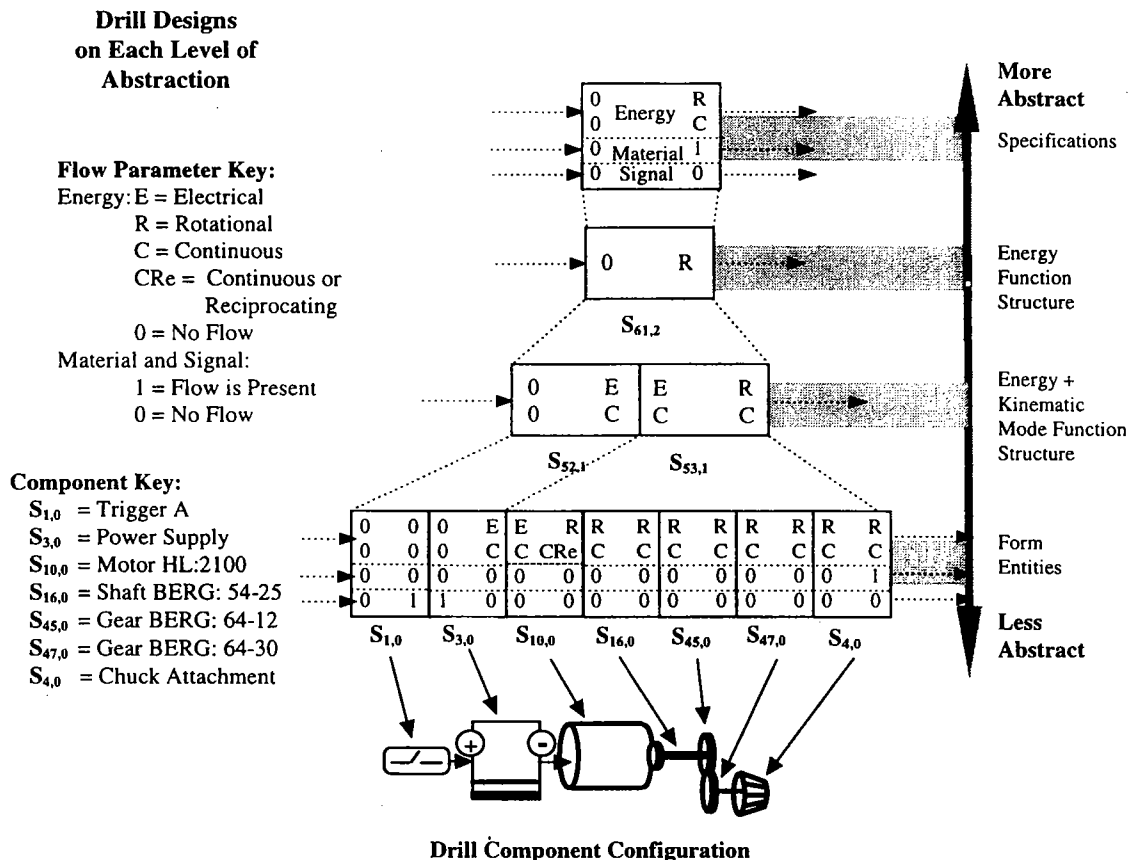 Drill Designs
on Each Level of
Abstraction
More
Abstract
0 R
Energy
0 C
0 Material 1
0 Signal 0
Specifications
Flow Parameter Key:
Energy: E = Electrical
R = Rotational
C = Continuous
CRe = Continuous or
Reciprocating
0 = No Flow
Material and Signal:
1 = Flow is Present
0 = No Flow
0 R
Energy
Function
Structure
S61,2
0 E E R
0 C C C
Energy +
Kinematic
Mode Function
Structure
S52,1 S53,1
Component Key:
S1,0 = Trigger A
S3,0 = Power Supply
S10,0 = Motor HL:2100
S16,0 = Shaft BERG: 54-25
S45,0 = Gear BERG: 64-12
S47,0 = Gear BERG: 64-30
S4,0 = Chuck Attachment
0 0 0 E E R R R R R R R R R
0 0 0 C C CRe C C C C C C C C
0 0 0 0 0 0 0 0 0 0 0 0 0 1
0 1 1 0 0 0 0 0 0 0 0 0 0 0
Form
Entities
S1,0 S3,0 S10,0 S16,0 S45,0 S47,0 S4,0
Less
Abstract
+ -
Drill Component Configuration